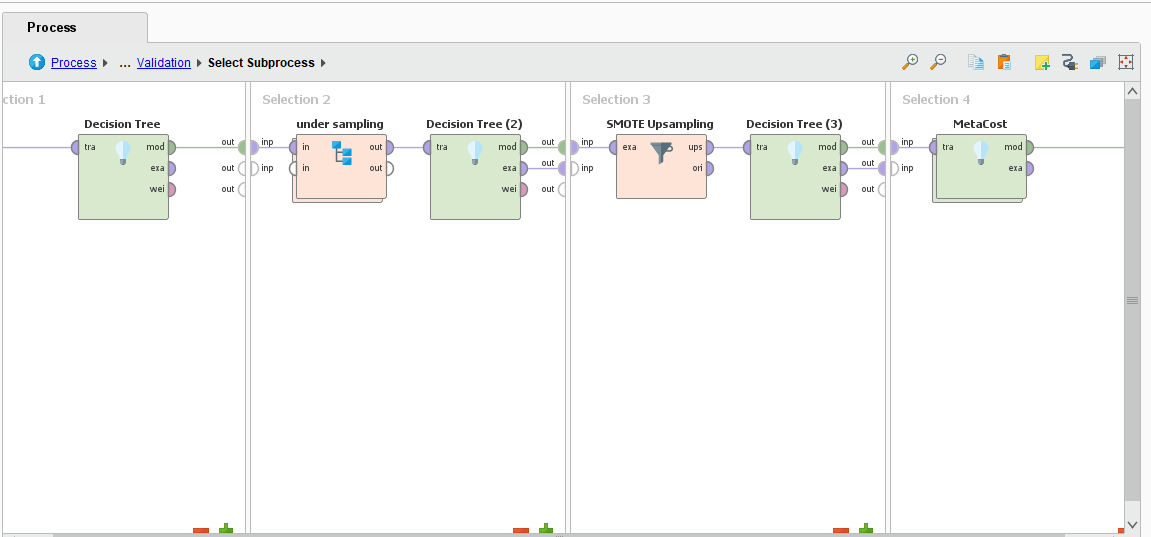 Process
Process ... Validation Select Subprocess
ction 1 Selection 2 Selection 3 Selection 4
Decision Tree under sampling Decision Tree (2) SMOTE Upsampling Decision Tree (3) MetaCost
tra mod out inp in out tra mod out inp exa ups tra mod out inp tra mod
exa out inp in out exa out inp ori exa out inp exa
wei out wei out wei out